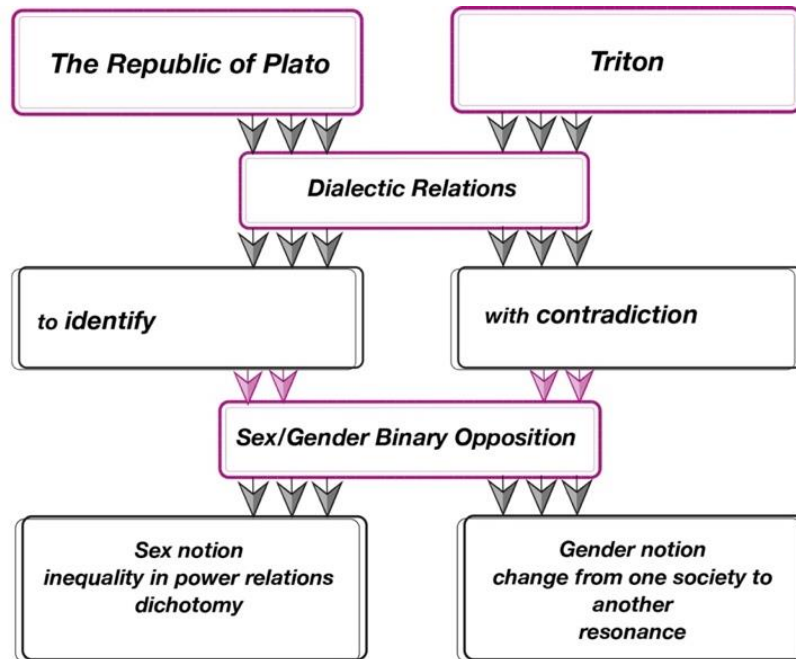 The Republic of Plato
Triton
Dialectic Relations
to identify
with contradiction
Sex/Gender Binary Opposition
Sex notion
inequality in power relations
dichotomy
Gender notion
change from one society to
another
resonance